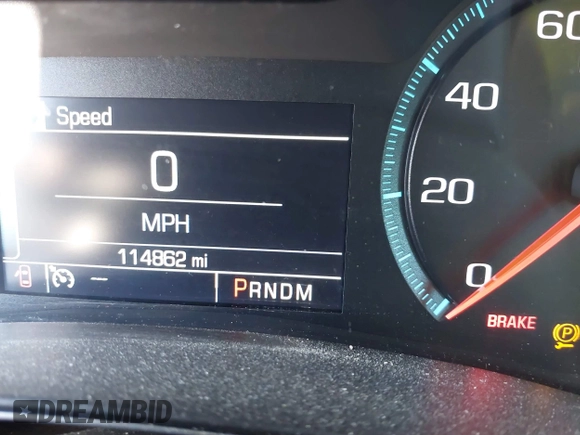 Speed
0
MPH
114862 mi
PRNDM
60
40
20
0
BRAKE
P
DREAMBID